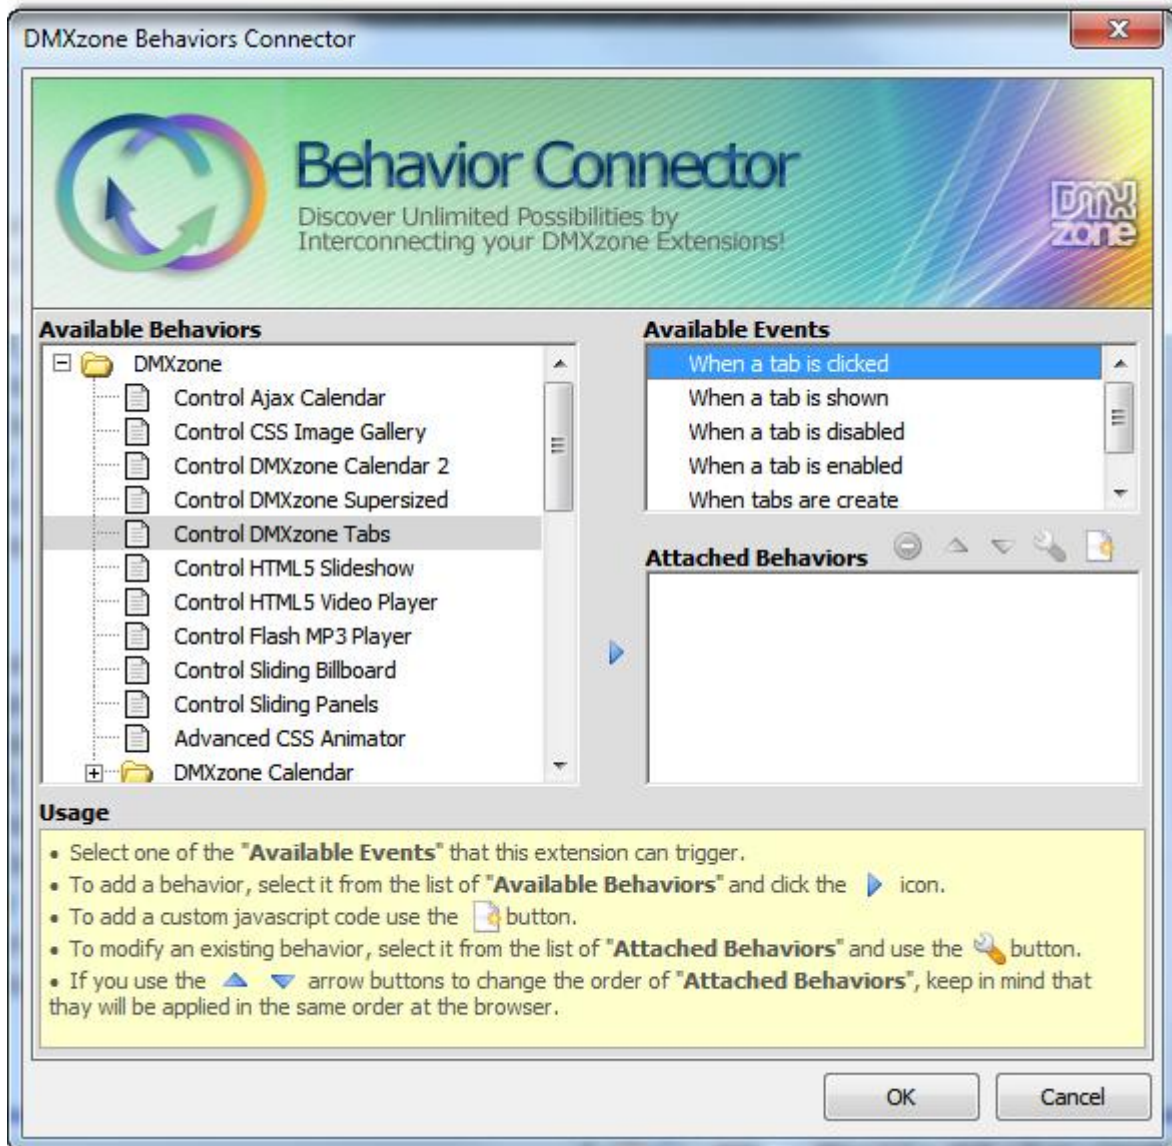 DMXzone Behaviors Connector
Behavior Connector
Discover Unlimited Possibilities by
Interconnecting your DMXzone Extensions!
DMX
zone
Available Behaviors
DMXzone
Control Ajax Calendar
Control CSS Image Gallery
Control DMXzone Calendar 2
Control DMXzone Supersized
Control DMXzone Tabs
Control HTML5 Slideshow
Control HTML5 Video Player
Control Flash MP3 Player
Control Sliding Billboard
Control Sliding Panels
Advanced CSS Animator
DMXzone Calendar
Available Events
When a tab is clicked
When a tab is shown
When a tab is disabled
When a tab is enabled
When tabs are create
Attached Behaviors
Usage
• Select one of the "Available Events" that this extension can trigger.
• To add a behavior, select it from the list of "Available Behaviors" and click the icon.
• To add a custom javascript code use the button.
• To modify an existing behavior, select it from the list of "Attached Behaviors" and use the button.
• If you use the arrow buttons to change the order of "Attached Behaviors", keep in mind that
thay will be applied in the same order at the browser.
OK
Cancel